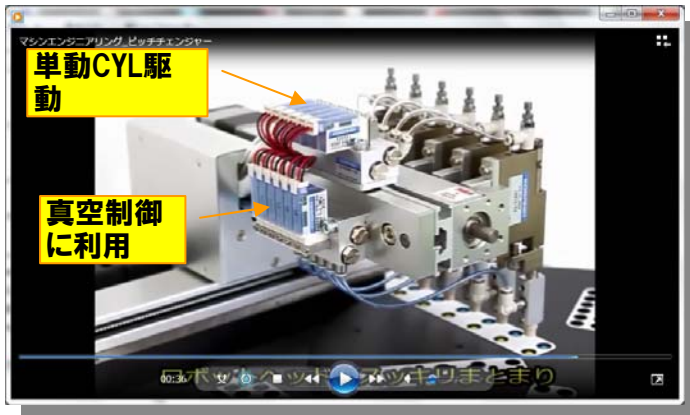 マシンエンジニアリング_ピッチチェンジャー
単動CYL駆
動
真空制御
に利用
00:36
ロボットヘッドもスッキリまとまり